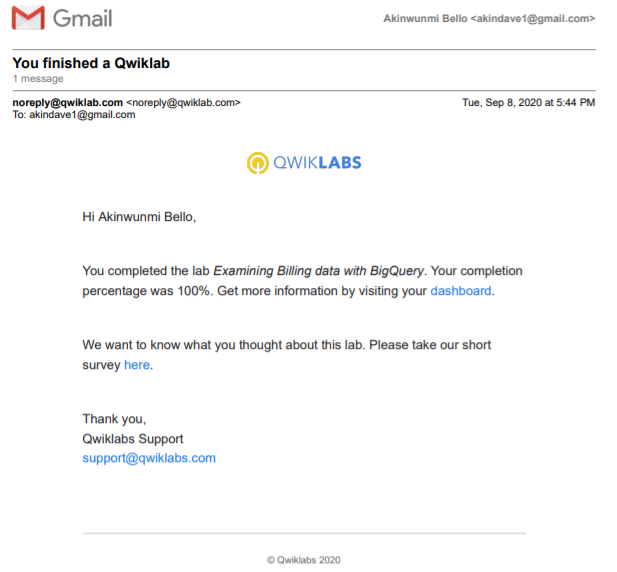 Gmail
Akinwunmi Bello <akindave1@gmail.com>
You finished a Qwiklab
1 message
noreply@qwiklab.com <noreply@qwiklab.com>
Tue, Sep 8, 2020 at 5:44 PM
To: akindave1@gmail.com
QWIKLABS
Hi Akinwunmi Bello,
You completed the lab Examining Billing data with BigQuery. Your completion
percentage was 100%. Get more information by visiting your dashboard.
We want to know what you thought about this lab. Please take our short
survey here.
Thank you,
Qwiklabs Support
support@qwiklabs.com
© Qwiklabs 2020